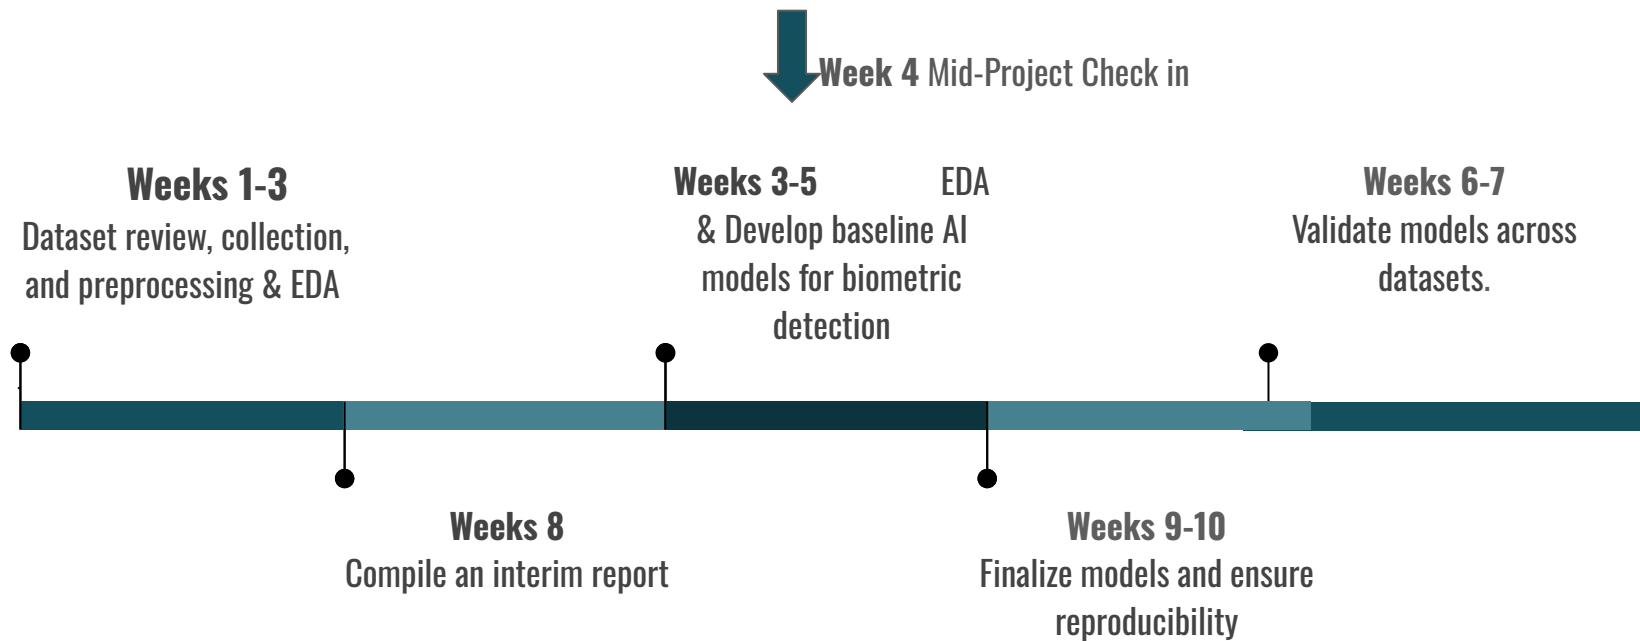 Week 4 Mid-Project Check in
Weeks 1-3
Dataset review, collection,
and preprocessing & EDA
Weeks 3-5 EDA
& Develop baseline AI
models for biometric
detection
Weeks 6-7
Validate models across
datasets.
Weeks 8
Compile an interim report
Weeks 9-10
Finalize models and ensure
reproducibility